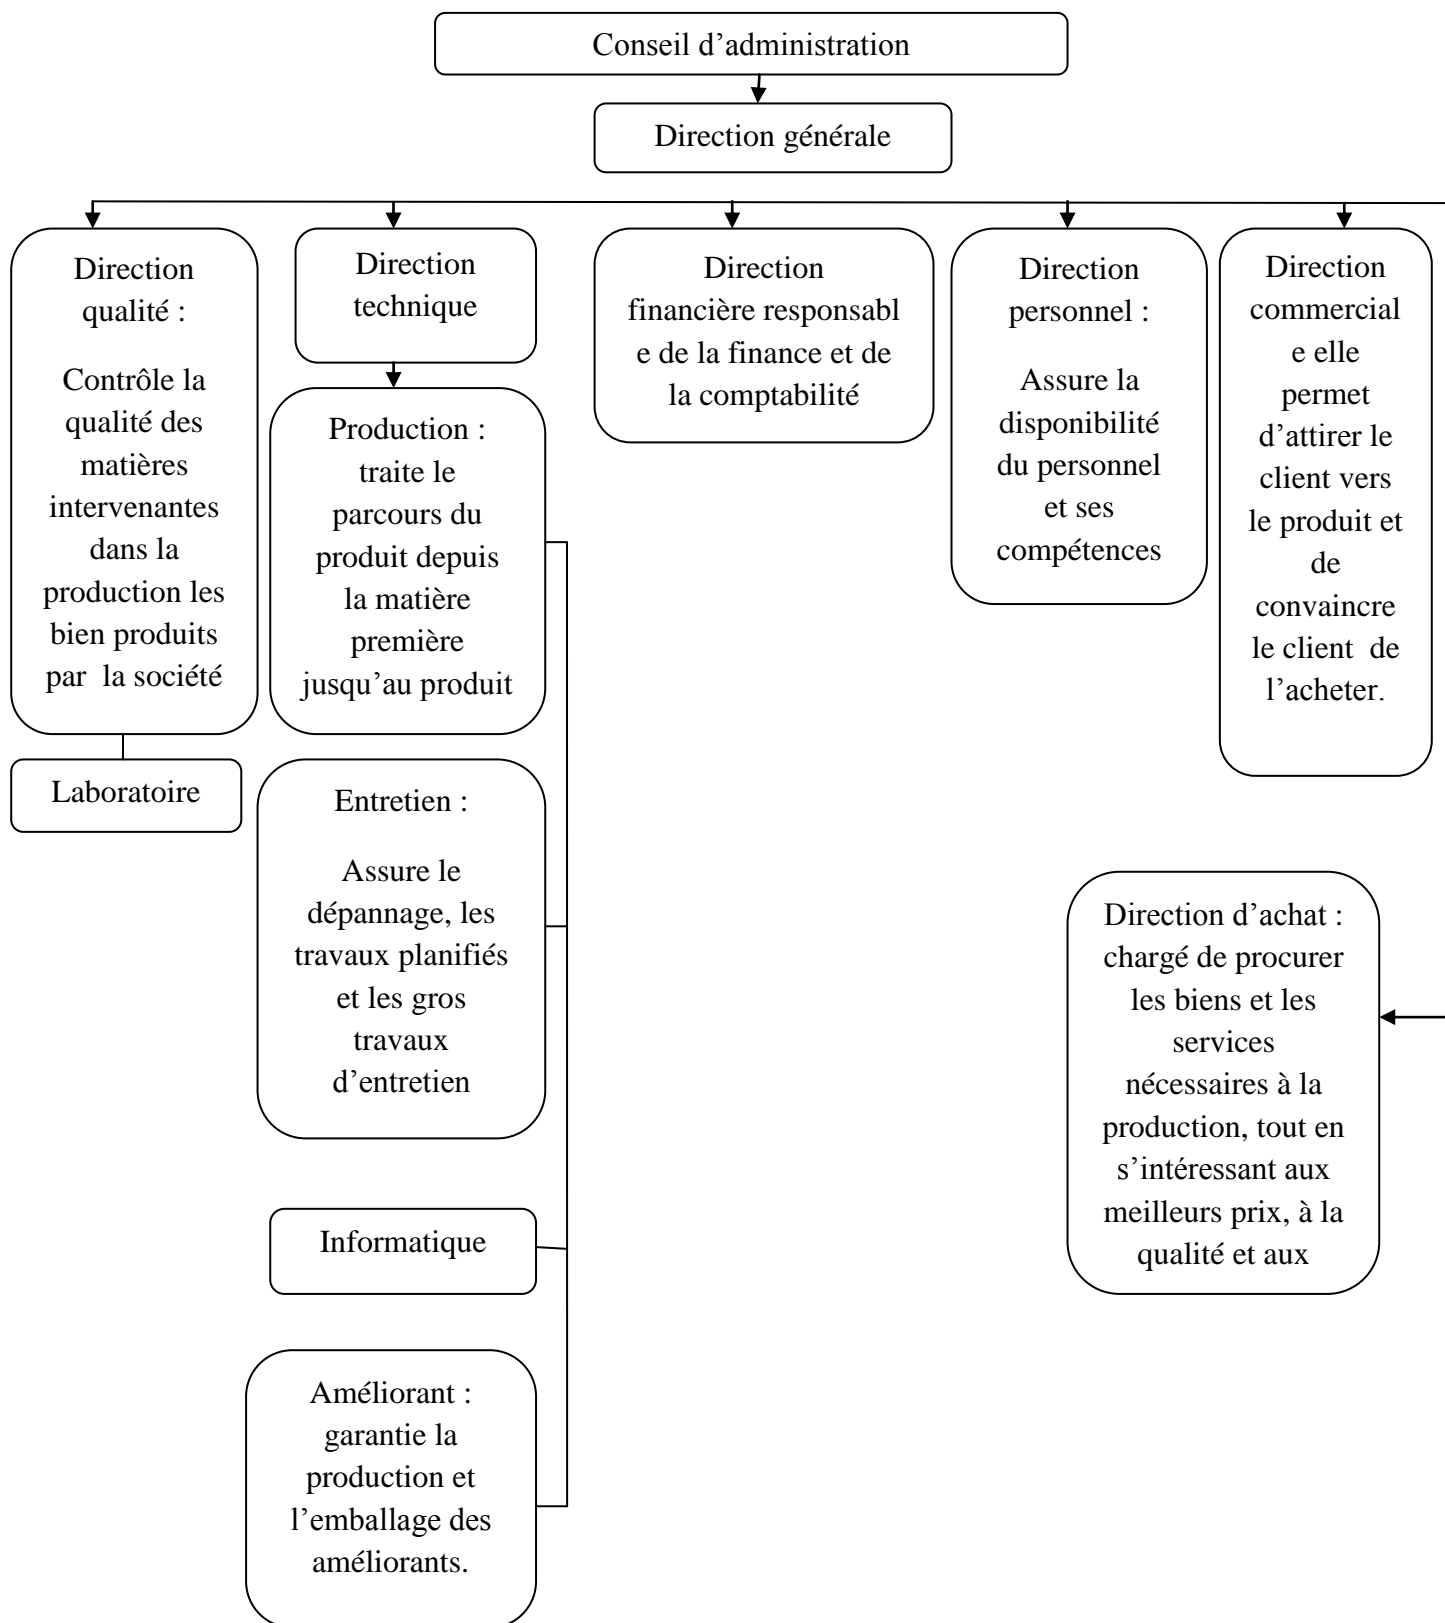 Conseil d’administration
Direction générale
Direction
qualité :
Contrôle la
qualité des
matières
intervenantes
dans la
production les
bien produits
par la société
Laboratoire
Direction
technique
Production :
traite le
parcours du
produit depuis
la matière
première
jusqu’au produit
Entretien :
Assure le
dépannage, les
travaux planifiés
et les gros
travaux
d’entretien
Informatique
Améliorant :
garantie la
production et
l’emballage des
améliorants.
Direction
financière responsabl
e de la finance et de
la comptabilité
Direction
personnel :
Assure la
disponibilité
du personnel
et ses
compétences
Direction
commercial
e elle
permet
d’attirer le
client vers
le produit et
de
convaincre
le client de
l’acheter.
Direction d’achat :
chargé de procurer
les biens et les
services
nécessaires à la
production, tout en
s’intéressant aux
meilleurs prix, à la
qualité et aux